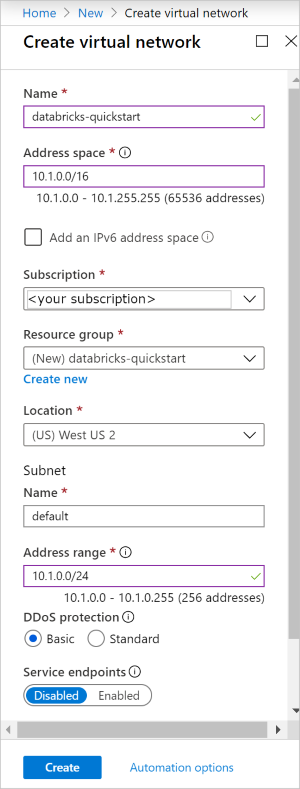 Home > New > Create virtual network
Create virtual network
Name *
databricks-quickstart
Address space *
10.1.0.0/16
10.1.0.0 - 10.1.255.255 (65536 addresses)
Add an IPv6 address space
Subscription *
<your subscription>
Resource group *
(New) databricks-quickstart
Create new
Location *
(US) West US 2
Subnet
Name *
default
Address range *
10.1.0.0/24
10.1.0.0 - 10.1.0.255 (256 addresses)
DDoS protection
Basic Standard
Service endpoints
Disabled Enabled
Create Automation options